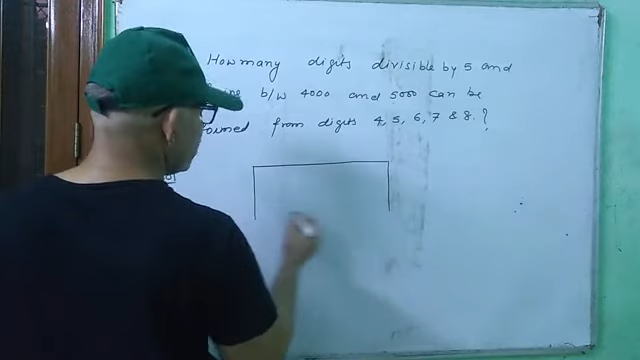 How many digits divisible by 5 and
b/w 4000 and 5000 can be
from digits 4, 5, 6, 7 & 8. ?